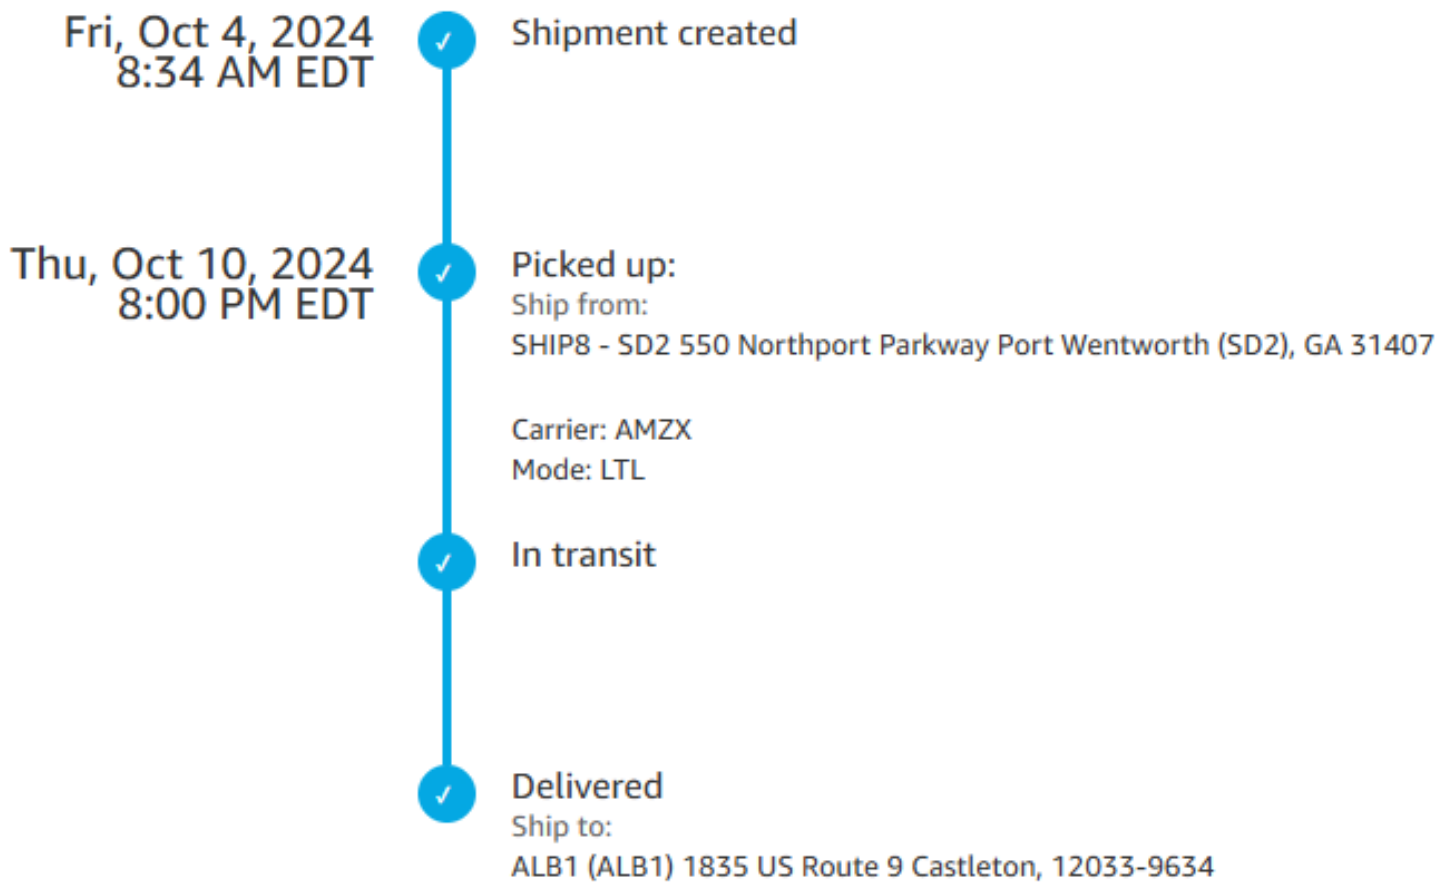 Fri, Oct 4, 2024
8:34 AM EDT
Shipment created
Thu, Oct 10, 2024
8:00 PM EDT
Picked up:
Ship from:
SHIP8 - SD2 550 Northport Parkway Port Wentworth (SD2), GA 31407
Carrier: AMZX
Mode: LTL
In transit
Delivered
Ship to:
ALB1 (ALB1) 1835 US Route 9 Castleton, 12033-9634